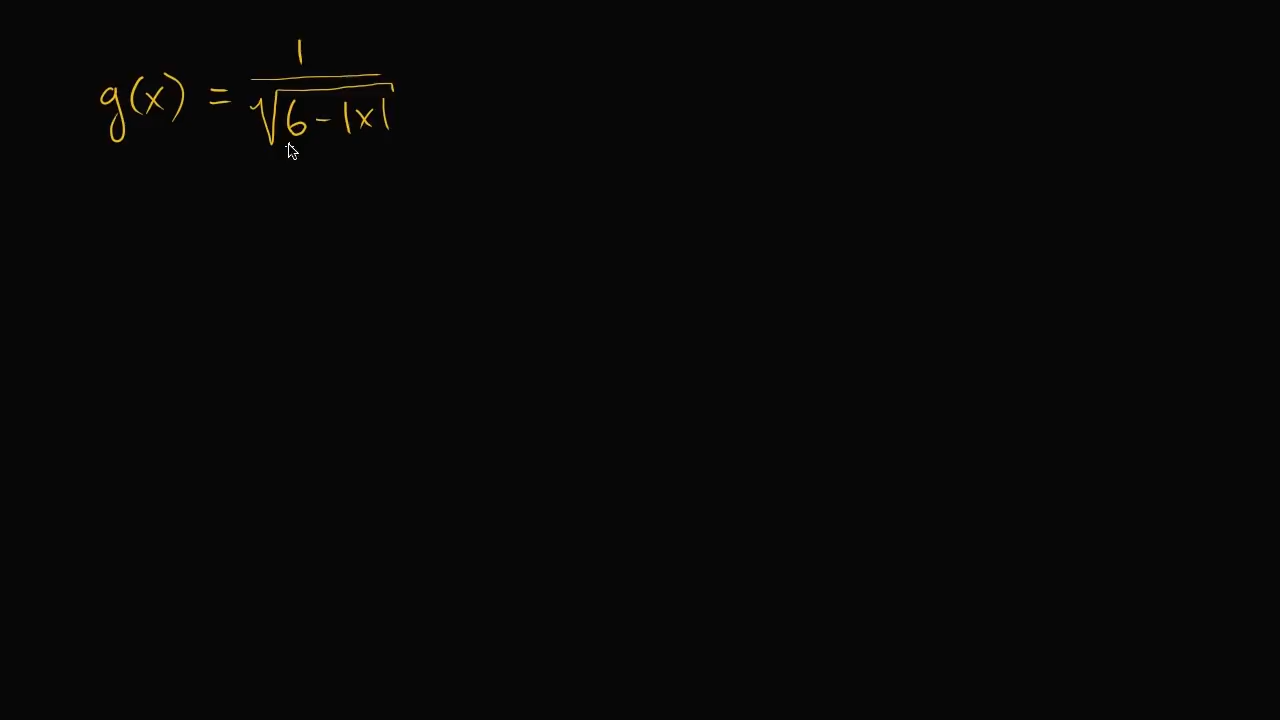 g(x) = 1/√(6 - |x|)